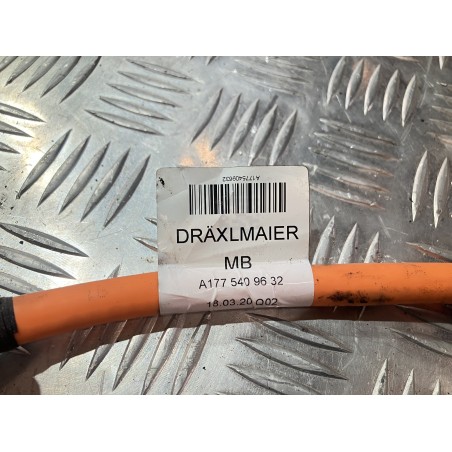 A1775409632
DRÄXLMAIER
MB
A177 540 96 32
18.03.20 Q02